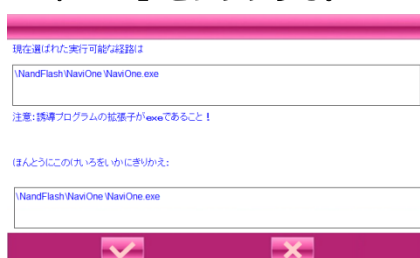 現在選ばれた実行可能な経路は
\NandFlash\NaviOne\NaviOne.exe
注意:誘導プログラムの拡張子がexeであること！
ほんとうにこのけいろをいかにきりかえ:
\NandFlash\NaviOne\NaviOne.exe